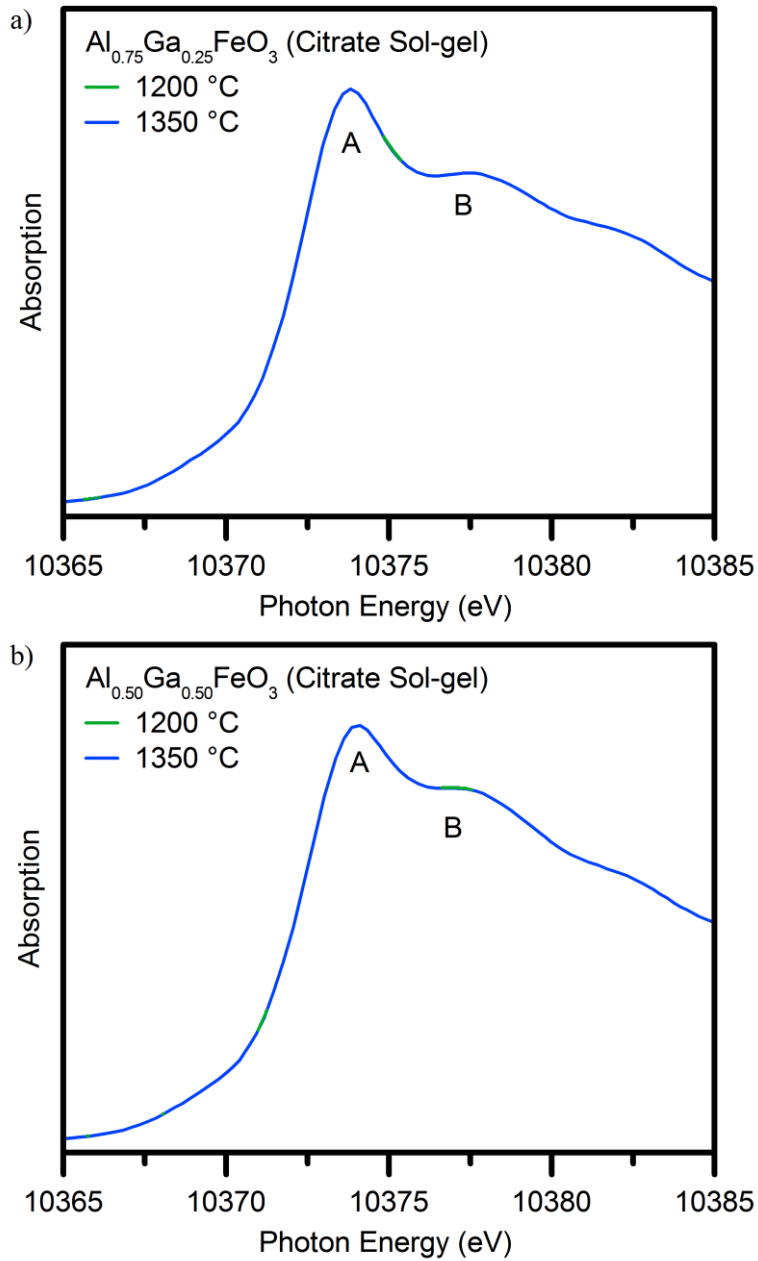 a)
Al0.75Ga0.25FeO3 (Citrate Sol-gel)
1200 °C
1350 °C
A
B
Absorption
10365 10370 10375 10380 10385
Photon Energy (eV)
b)
Al0.50Ga0.50FeO3 (Citrate Sol-gel)
1200 °C
1350 °C
A
B
Absorption
10365 10370 10375 10380 10385
Photon Energy (eV)